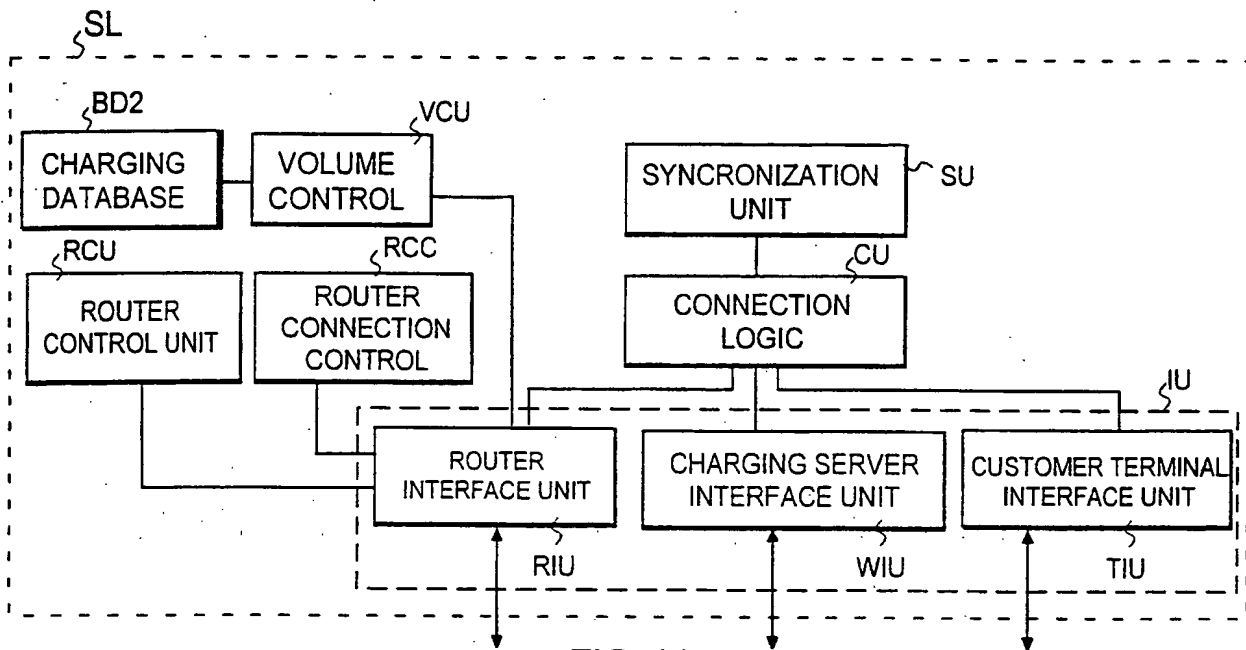 SL
BD2
VCU
CHARGING
DATABASE
VOLUME
CONTROL
SYNCRONIZATION
UNIT
SU
RCU
RCC
CU
ROUTER
CONTROL UNIT
ROUTER
CONNECTION
CONTROL
CONNECTION
LOGIC
IU
ROUTER
INTERFACE UNIT
CHARGING SERVER
INTERFACE UNIT
CUSTOMER TERMINAL
INTERFACE UNIT
RIU
WIU
TIU